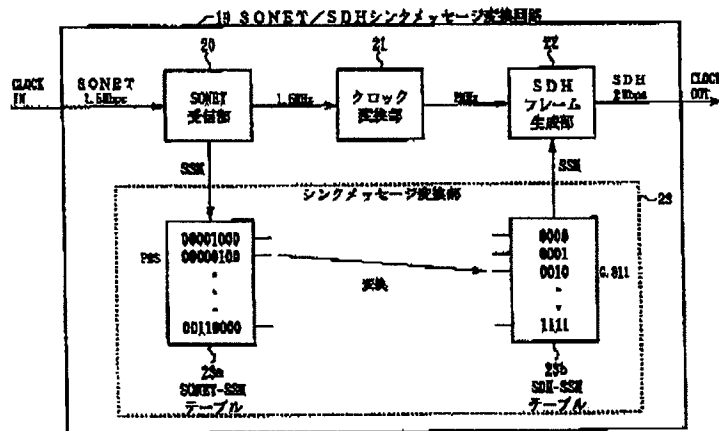 19 SONET/SDHシンクメッセージ変換回部
20
21
22
CLOCK
IN
SONET
1.5Mbps
SONET
受信部
1.5MHz
クロック
変換部
2MHz
SDH
フレーム
生成部
SDH
2Mbps
CLOCK
OUT
SSM
SSM
シンクメッセージ変換部
23
00001000
PRS 00000100
00110000
変換
0000
0001
0010 G.811
1111
23a
SONET-SSM
テーブル
23b
SDH-SSM
テーブル